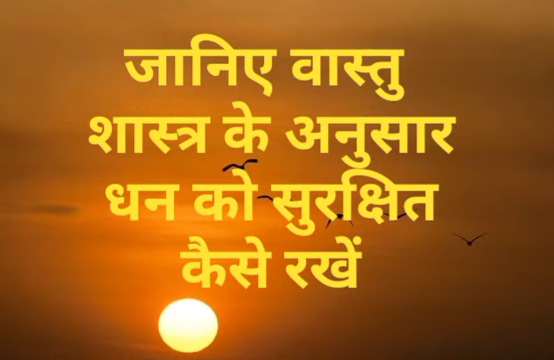 जानिए वास्तु
शास्त्र के अनुसार
धन को सुरक्षित
कैसे रखें